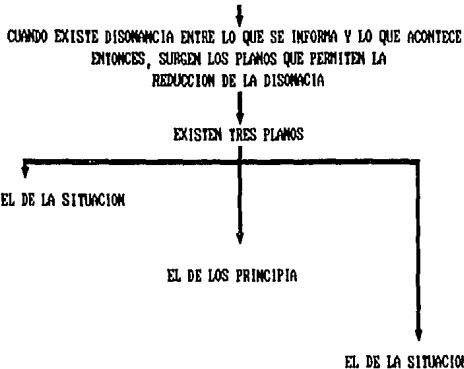 CUANDO EXISTE DISONANCIA ENTRE LO QUE SE INFORMA Y LO QUE ACONTECE
ENTONCES, SURGEN LOS PLANOS QUE PERMITEN LA
REDUCCION DE LA DISONACIA
EXISTEN TRES PLANOS
EL DE LA SITUACION
EL DE LOS PRINCIPIA
EL DE LA SITUACION